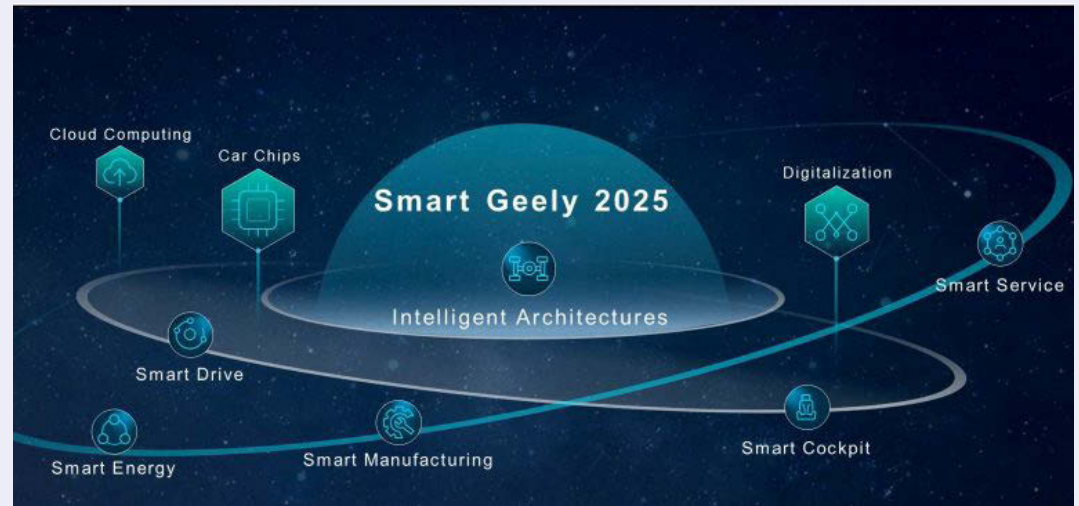 Cloud Computing
Car Chips
Digitalization
Smart Geely 2025
Smart Service
Intelligent Architectures
Smart Drive
Smart Cockpit
Smart Manufacturing
Smart Energy